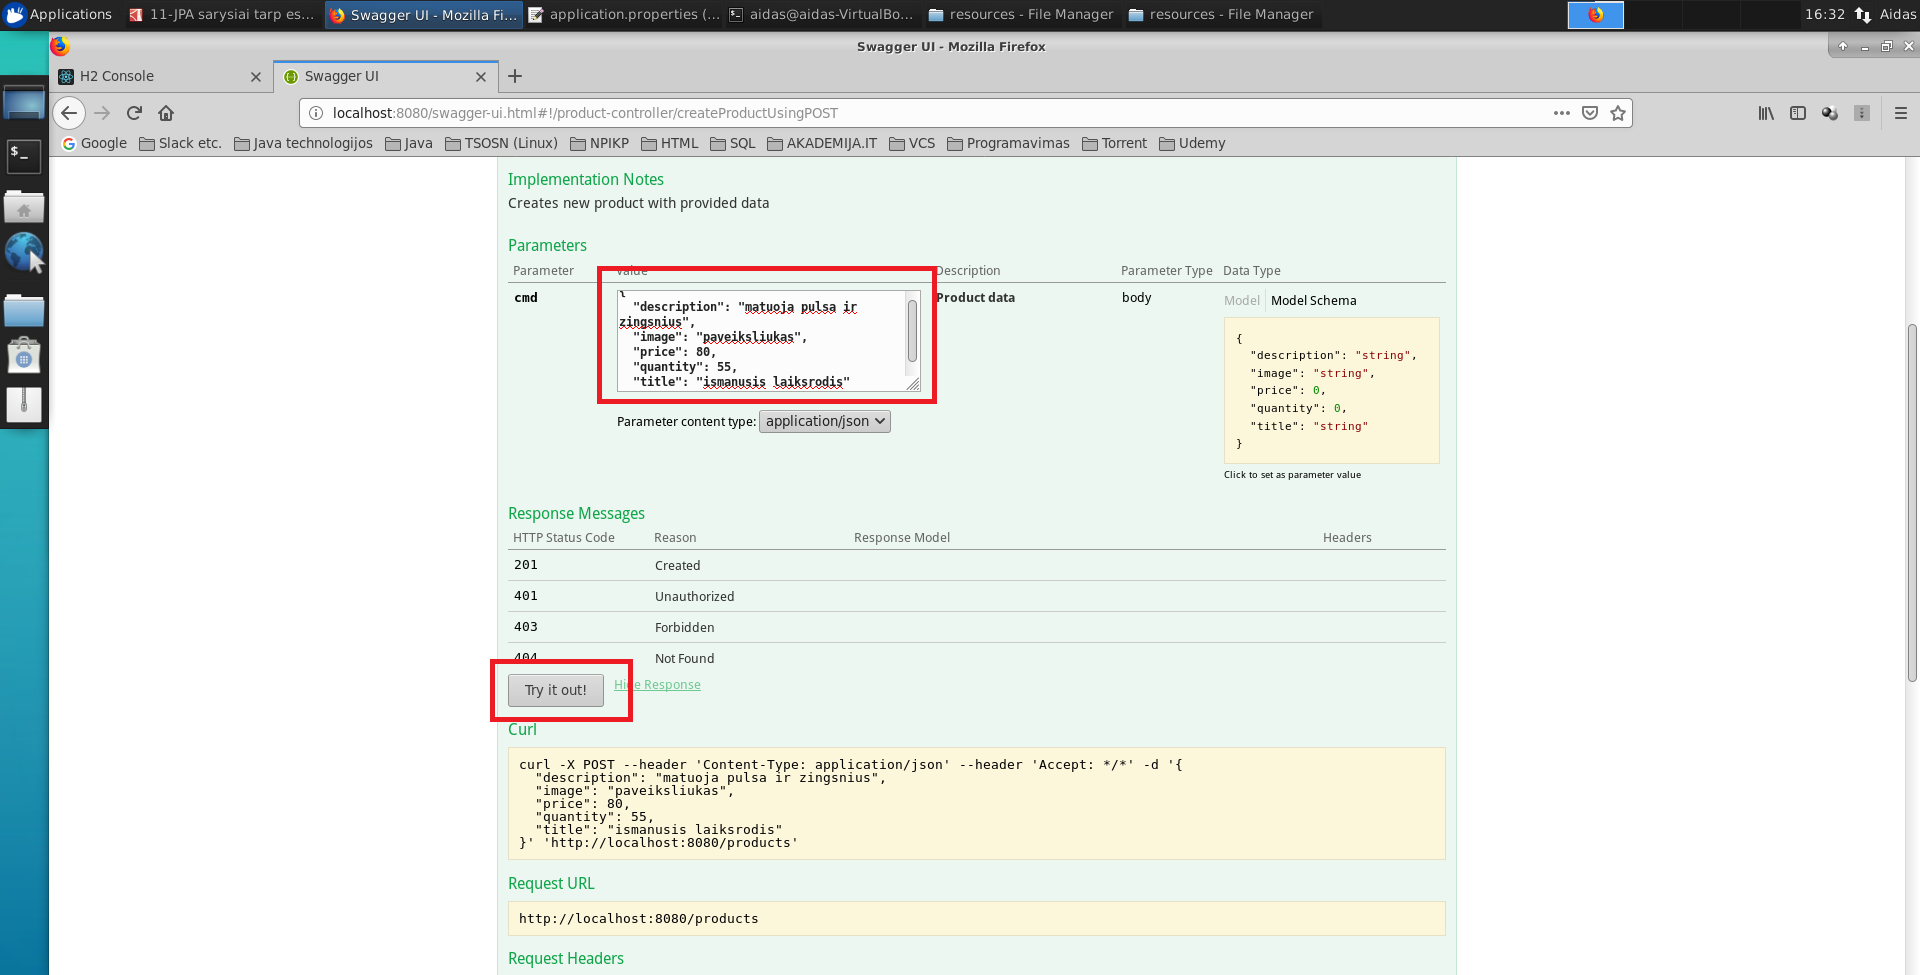 Applications
11-JPA sarysiai tarp es...
Swagger UI - Mozilla Fi...
application.properties (...
aidas@aidas-VirtualBo...
resources - File Manager
resources - File Manager
16:32
Aidas
Swagger UI - Mozilla Firefox
H2 Console
Swagger UI
localhost:8080/swagger-ui.html#!/product-controller/createProductUsingPOST
Google
Slack etc.
Java technologijos
Java
TSOSN (Linux)
NPIKP
HTML
SQL
AKADEMIJA.IT
VCS
Programavimas
Torrent
Udemy
Implementation Notes
Creates new product with provided data
Parameters
Parameter Value Description Parameter Type Data Type
cmd
{
"description": "matuoja pulsa ir
zingsnius",
"image": "paveiksliukas",
"price": 80,
"quantity": 55,
"title": "ismanusis laiksrodis"
Parameter content type: application/json
Product data
body
Model Model Schema
{
"description": "string",
"image": "string",
"price": 0,
"quantity": 0,
"title": "string"
}
Click to set as parameter value
Response Messages
HTTP Status Code Reason Response Model Headers
201 Created
401 Unauthorized
403 Forbidden
404 Not Found
Try it out! Hide Response
Curl
curl -X POST --header 'Content-Type: application/json' --header 'Accept: */*' -d '{
"description": "matuoja pulsa ir zingsnius",
"image": "paveiksliukas",
"price": 80,
"quantity": 55,
"title": "ismanusis laiksrodis"
}' 'http://localhost:8080/products'
Request URL
http://localhost:8080/products
Request Headers